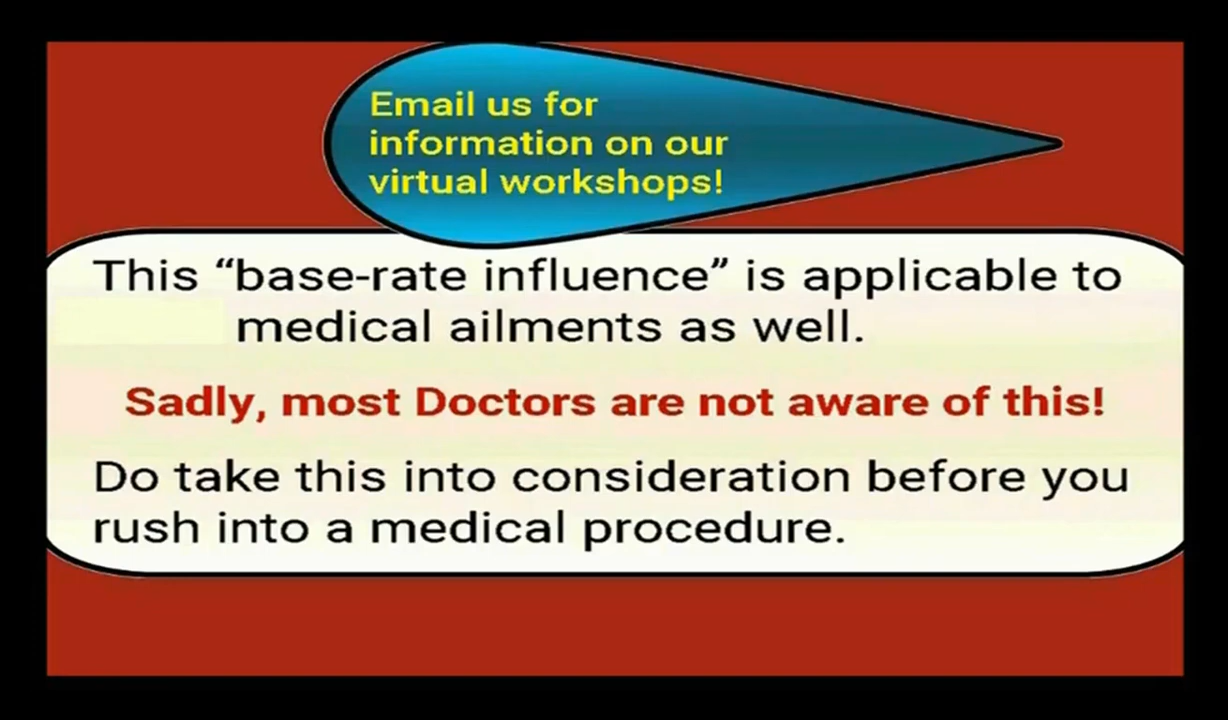 Email us for
information on our
virtual workshops!
This “base-rate influence” is applicable to
medical ailments as well.
Sadly, most Doctors are not aware of this!
Do take this into consideration before you
rush into a medical procedure.